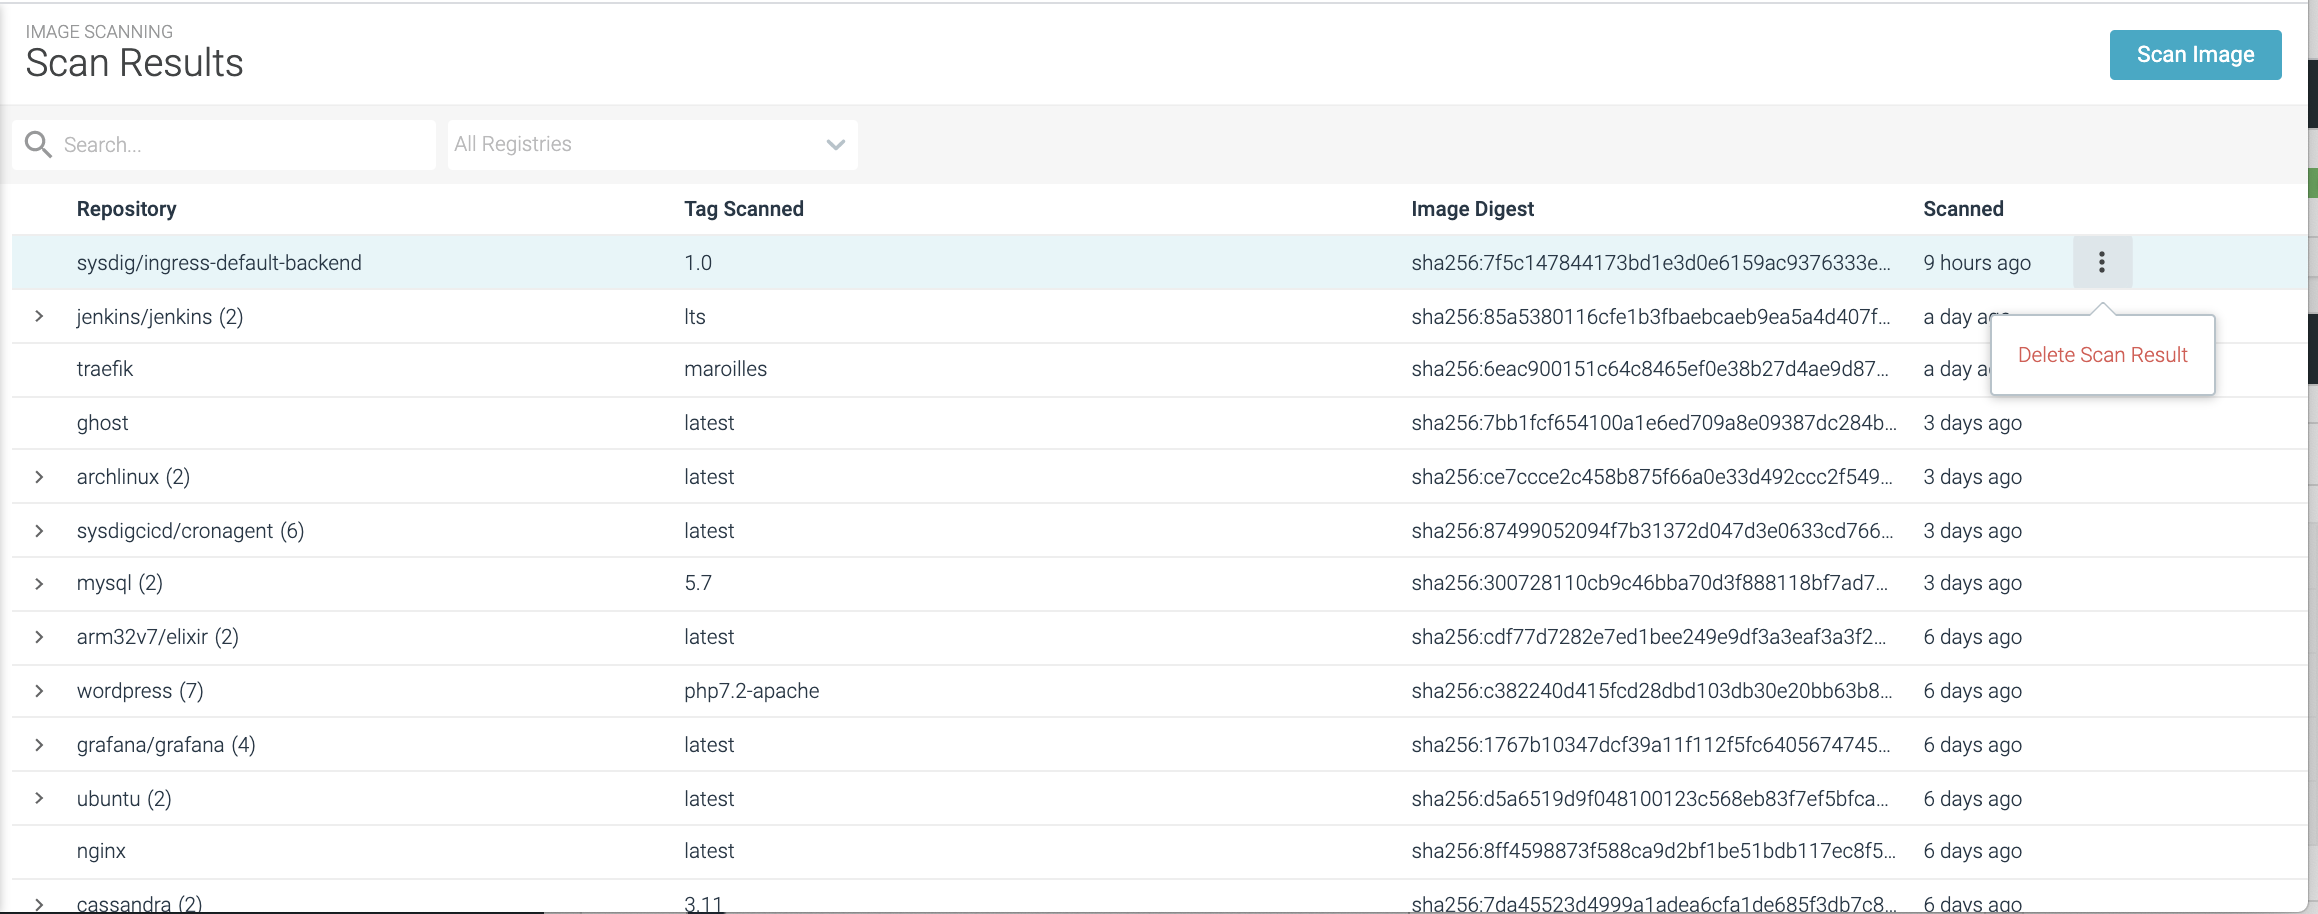 IMAGE SCANNING
Scan Results
Scan Image
Search...
All Registries
Repository Tag Scanned Image Digest Scanned
sysdig/ingress-default-backend 1.0 sha256:7f5c147844173bd1e3d0e6159ac9376333e... 9 hours ago
jenkins/jenkins (2) lts sha256:85a5380116cfe1b3fbaebcaeb9ea5a4d407f... a day ago
Delete Scan Result
traefik maroilles sha256:6eac900151c64c8465ef0e38b27d4ae9d87... a day a
ghost latest sha256:7bb1fcf654100a1e6ed709a8e09387dc284b... 3 days ago
archlinux (2) latest sha256:ce7ccce2c458b875f66a0e33d492ccc2f549... 3 days ago
sysdigcicd/cronagent (6) latest sha256:87499052094f7b31372d047d3e0633cd766... 3 days ago
mysql (2) 5.7 sha256:300728110cb9c46bba70d3f888118bf7ad7... 3 days ago
arm32v7/elixir (2) latest sha256:cdf77d7282e7ed1bee249e9df3a3eaf3a3f2... 6 days ago
wordpress (7) php7.2-apache sha256:c382240d415fcd28dbd103db30e20bb63b8... 6 days ago
grafana/grafana (4) latest sha256:1767b10347dcf39a11f112f5fc6405674745... 6 days ago
ubuntu (2) latest sha256:d5a6519d9f048100123c568eb83f7ef5bfca... 6 days ago
nginx latest sha256:8ff4598873f588ca9d2bf1be51bdb117ec8f5... 6 days ago
cassandra (2) 3.11 sha256:7da45523d4999a1adea6cfa1de685f3db7c8... 6 days ago